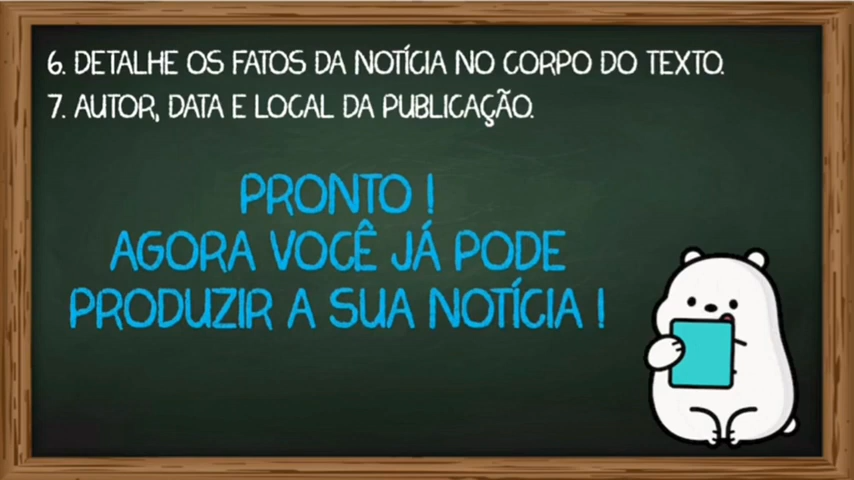 6. DETALHE OS FATOS DA NOTÍCIA NO CORPO DO TEXTO.
7. AUTOR, DATA E LOCAL DA PUBLICAÇÃO.
PRONTO !
AGORA VOCÊ JÁ PODE
PRODUZIR A SUA NOTÍCIA !